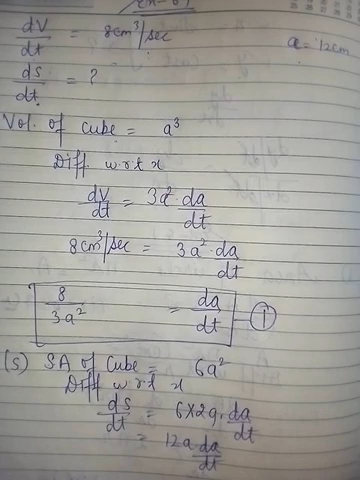 dV/dt = 8cm³/sec a = 12cm
ds/dt = ?
Vol. of cube = a³
Diff w.r.t x
dV/dt = 3a² · da/dt
8cm³/sec = 3a² · da/dt
8/3a² = da/dt — ①
(S) SA of Cube = 6a²
Diff w r t x
ds/dt = 6×2a · da/dt
= 12a · da/dt